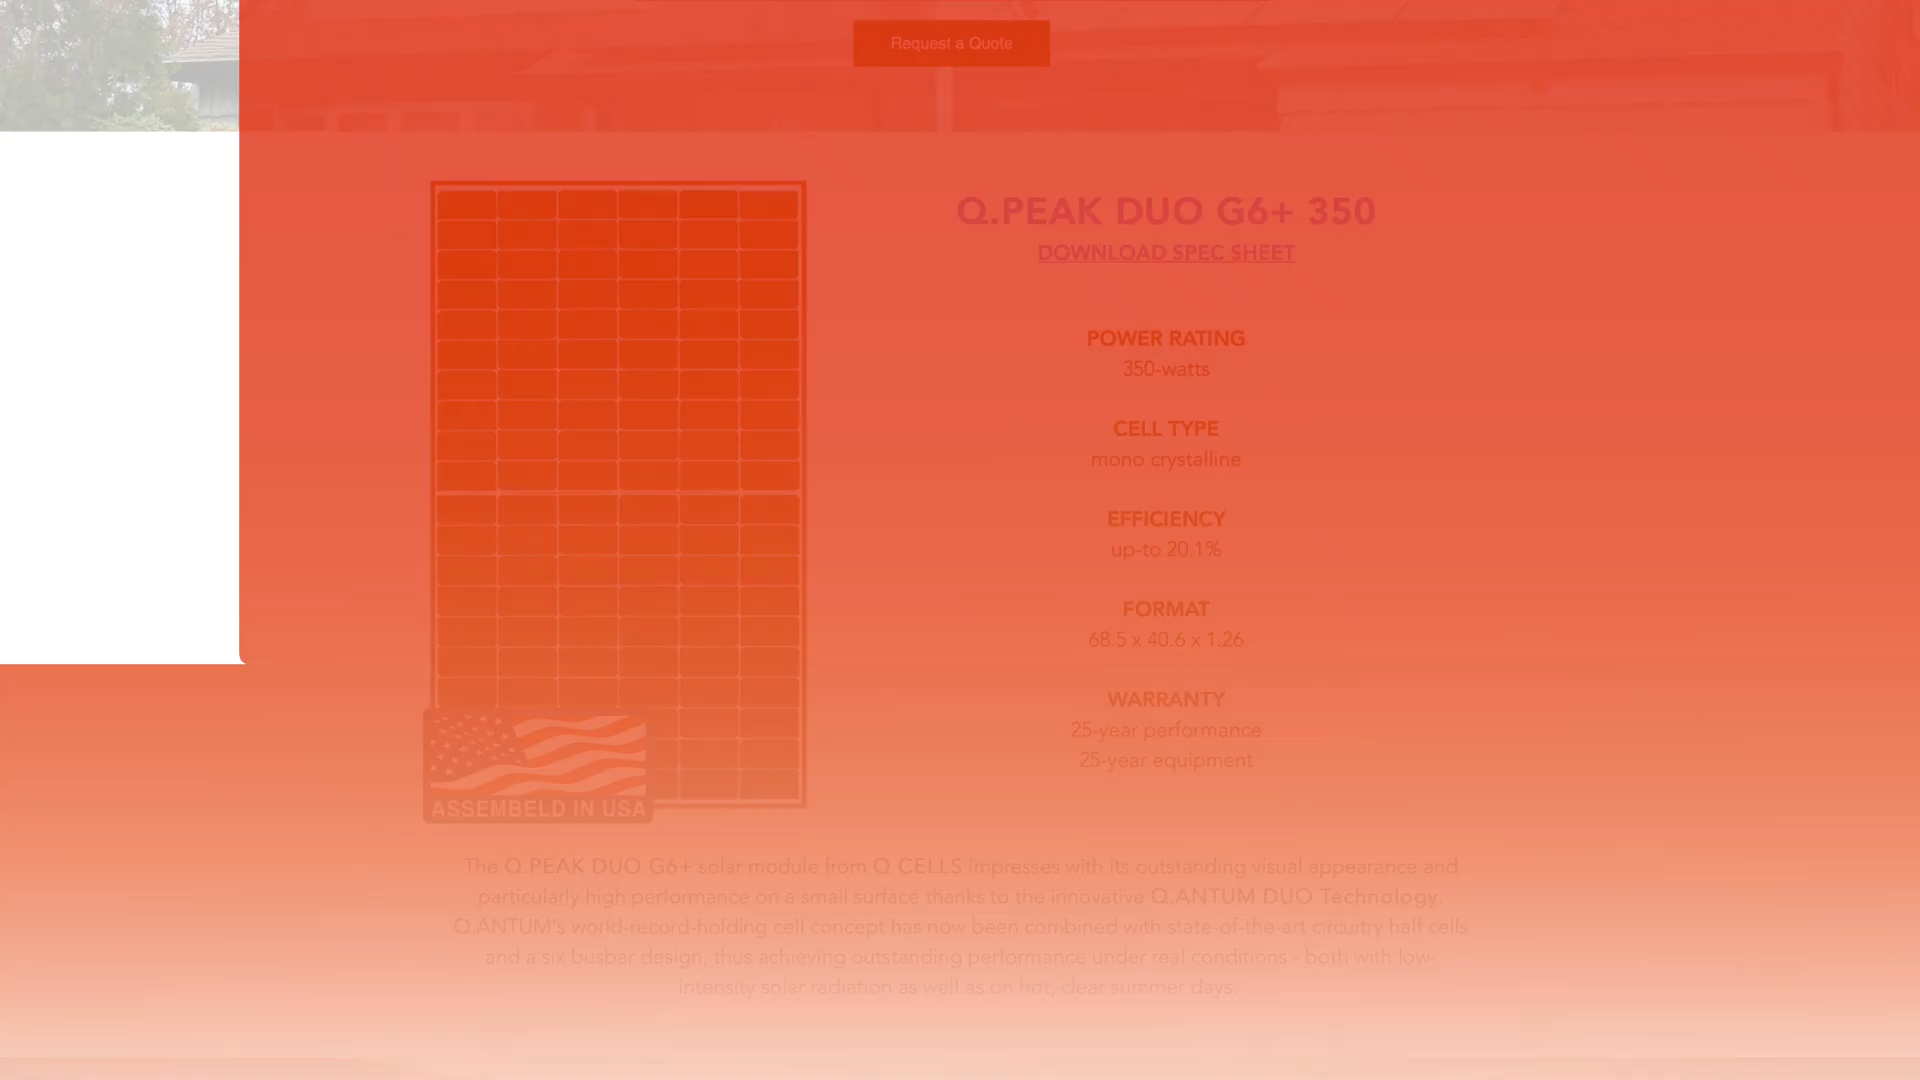 Request a Quote
Q.PEAK DUO G6+ 350
DOWNLOAD SPEC SHEET
POWER RATING
350-watts
CELL TYPE
mono crystalline
EFFICIENCY
up-to 20.1%
FORMAT
68.5 x 40.6 x 1.26
WARRANTY
25-year performance
25-year equipment
ASSEMBELD IN USA
The Q.PEAK DUO G6+ solar module from Q CELLS impresses with its outstanding visual appearance and
particularly high performance on a small surface thanks to the innovative Q.ANTUM DUO Technology.
Q.ANTUM's world-record-holding cell concept has now been combined with state-of-the-art circuitry half cells
and a six busbar design, thus achieving outstanding performance under real conditions - both with low-
intensity solar radiation as well as on hot, clear summer days.